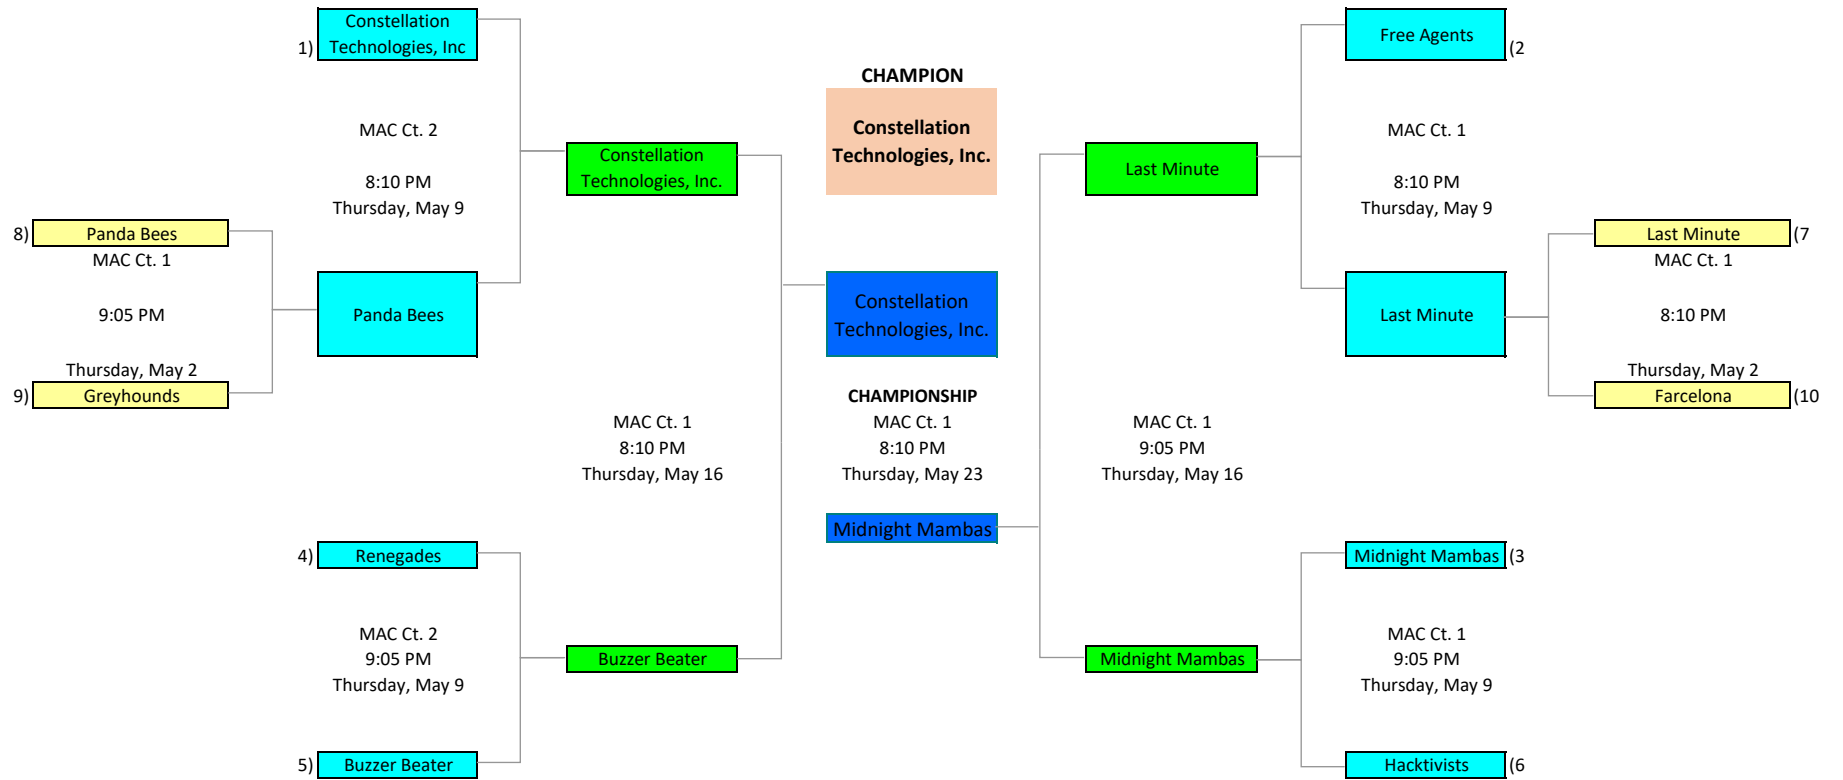 Constellation
1) Technologies, Inc
Free Agents
(2
CHAMPION
Constellation
Technologies, Inc.
MAC Ct. 2
8:10 PM
Thursday, May 9
Constellation
Technologies, Inc.
Last Minute
MAC Ct. 1
8:10 PM
Thursday, May 9
8) Panda Bees
MAC Ct. 1
9:05 PM
Thursday, May 2
9) Greyhounds
Panda Bees
Constellation
Technologies, Inc.
Last Minute
Last Minute (7
MAC Ct. 1
8:10 PM
Thursday, May 2
Farcelona (10
MAC Ct. 1
8:10 PM
Thursday, May 16
CHAMPIONSHIP
MAC Ct. 1
8:10 PM
Thursday, May 23
MAC Ct. 1
9:05 PM
Thursday, May 16
Midnight Mambas
4) Renegades
Midnight Mambas (3
MAC Ct. 2
9:05 PM
Thursday, May 9
Buzzer Beater
Midnight Mambas
MAC Ct. 1
9:05 PM
Thursday, May 9
5) Buzzer Beater
Hacktivists (6